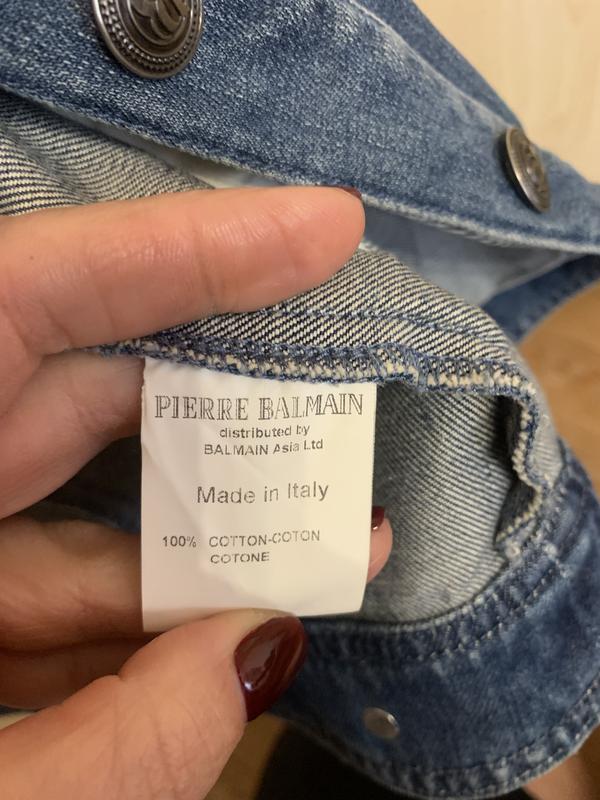 PIERRE BALMAIN
distributed by
BALMAIN Asia Ltd
Made in Italy
100% COTTON-COTON
COTONE